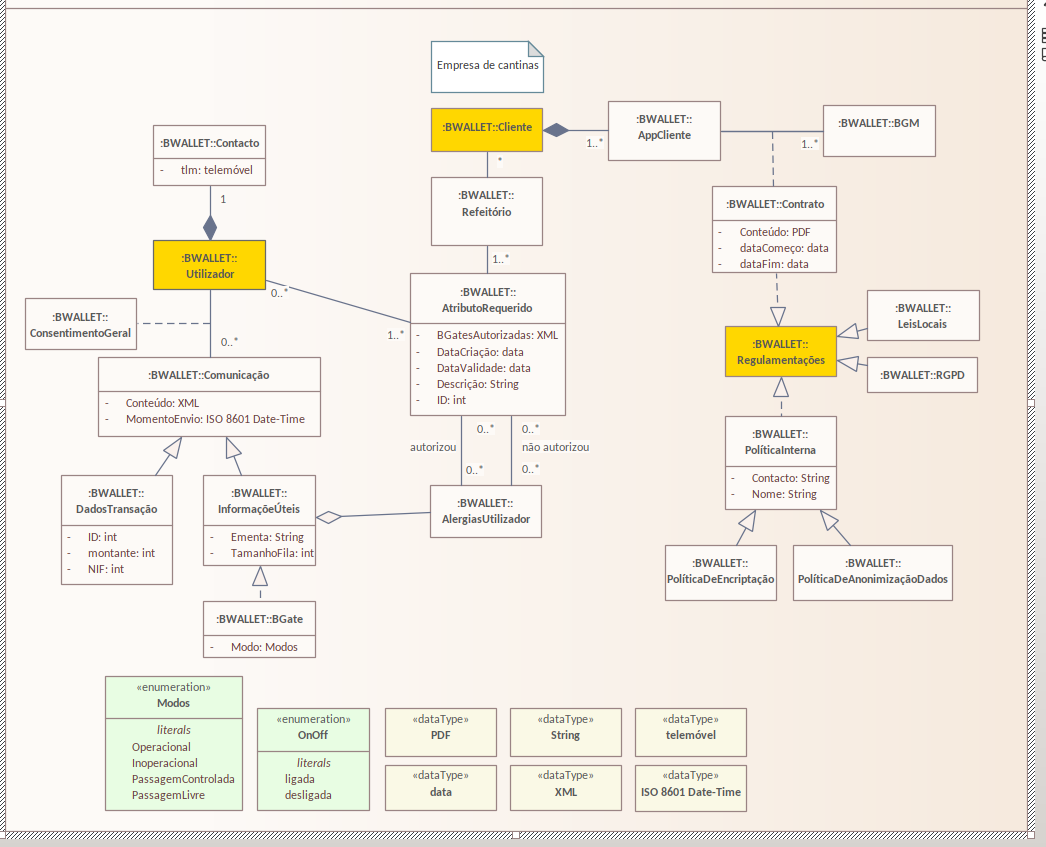 Empresa de cantinas
:BWALLET::Cliente
1..*
:BWALLET::
AppCliente
1..*
:BWALLET::BGM
:BWALLET::Contacto
- tlm: telemóvel
1
*
:BWALLET::
Refeitório
1..*
:BWALLET::Contrato
- Conteúdo: PDF
- dataComeço: data
- dataFim: data
:BWALLET::
Utilizador
0..*
1..*
:BWALLET::
ConsentimentoGeral
0..*
:BWALLET::
AtributoRequerido
- BGatesAutorizadas: XML
- DataCriação: data
- DataValidade: data
- Descrição: String
- ID: int
:BWALLET::
LeisLocais
:BWALLET::
Regulamentações
:BWALLET::RGPD
:BWALLET::Comunicação
- Conteúdo: XML
- MomentoEnvio: ISO 8601 Date-Time
0..*
0..*
autorizou
não autorizou
0..*
0..*
:BWALLET::
PolíticaInterna
- Contacto: String
- Nome: String
:BWALLET::
DadosTransação
- ID: int
- montante: int
- NIF: int
:BWALLET::
InformaçõeÚteis
- Ementa: String
- TamanhoFila: int
:BWALLET::
AlergiasUtilizador
:BWALLET::
PolíticaDeEncriptação
:BWALLET::
PolíticaDeAnonimizaçãoDados
:BWALLET::BGate
- Modo: Modos
«enumeration»
Modos
literals
Operacional
Inoperacional
PassagemControlada
PassagemLivre
«enumeration»
OnOff
literals
ligada
desligada
«dataType»
PDF
«dataType»
String
«dataType»
telemóvel
«dataType»
data
«dataType»
XML
«dataType»
ISO 8601 Date-Time